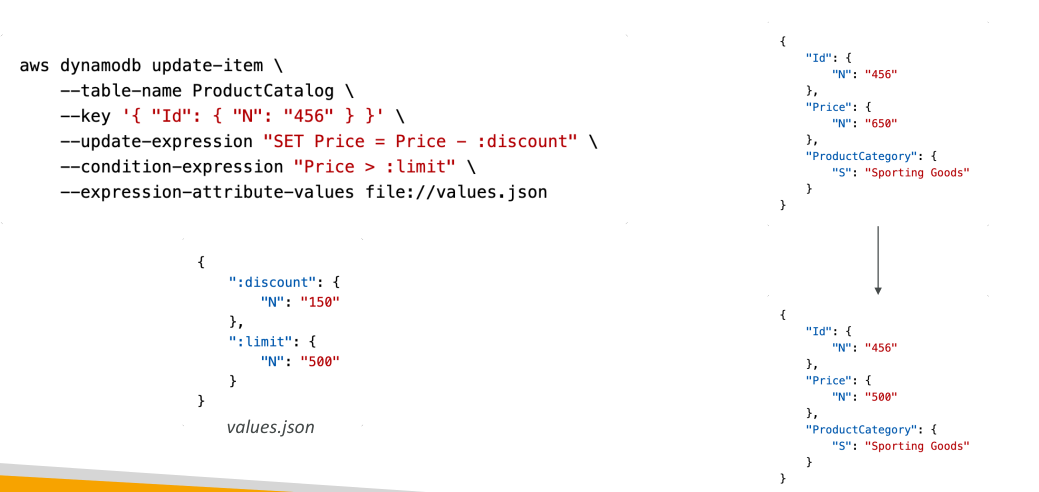 aws dynamodb update-item \
    --table-name ProductCatalog \
    --key '{ "Id": { "N": "456" } }' \
    --update-expression "SET Price = Price - :discount" \
    --condition-expression "Price > :limit" \
    --expression-attribute-values file://values.json
{
    ":discount": {
        "N": "150"
    },
    ":limit": {
        "N": "500"
    }
}
values.json
{
    "Id": {
        "N": "456"
    },
    "Price": {
        "N": "650"
    },
    "ProductCategory": {
        "S": "Sporting Goods"
    }
}
{
    "Id": {
        "N": "456"
    },
    "Price": {
        "N": "500"
    },
    "ProductCategory": {
        "S": "Sporting Goods"
    }
}